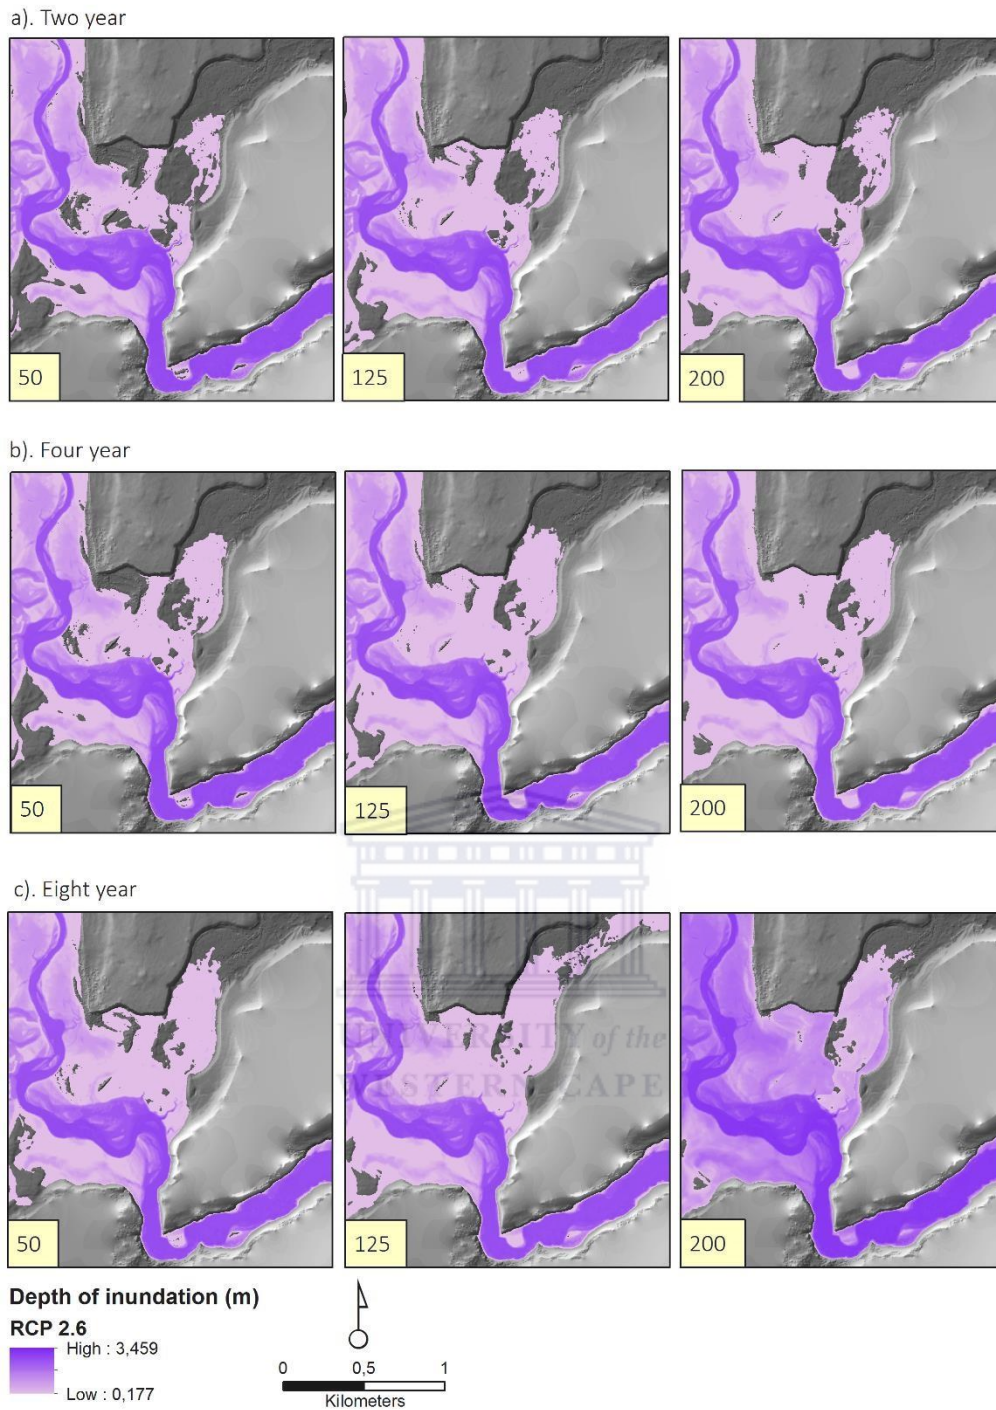 a). Two year
50
125
200
b). Four year
50
125
200
c). Eight year
UNIVERSITY of the
WESTERN CAPE
50
125
200
Depth of inundation (m)
RCP 2.6
High : 3,459
Low : 0,177
0 0,5 1
Kilometers